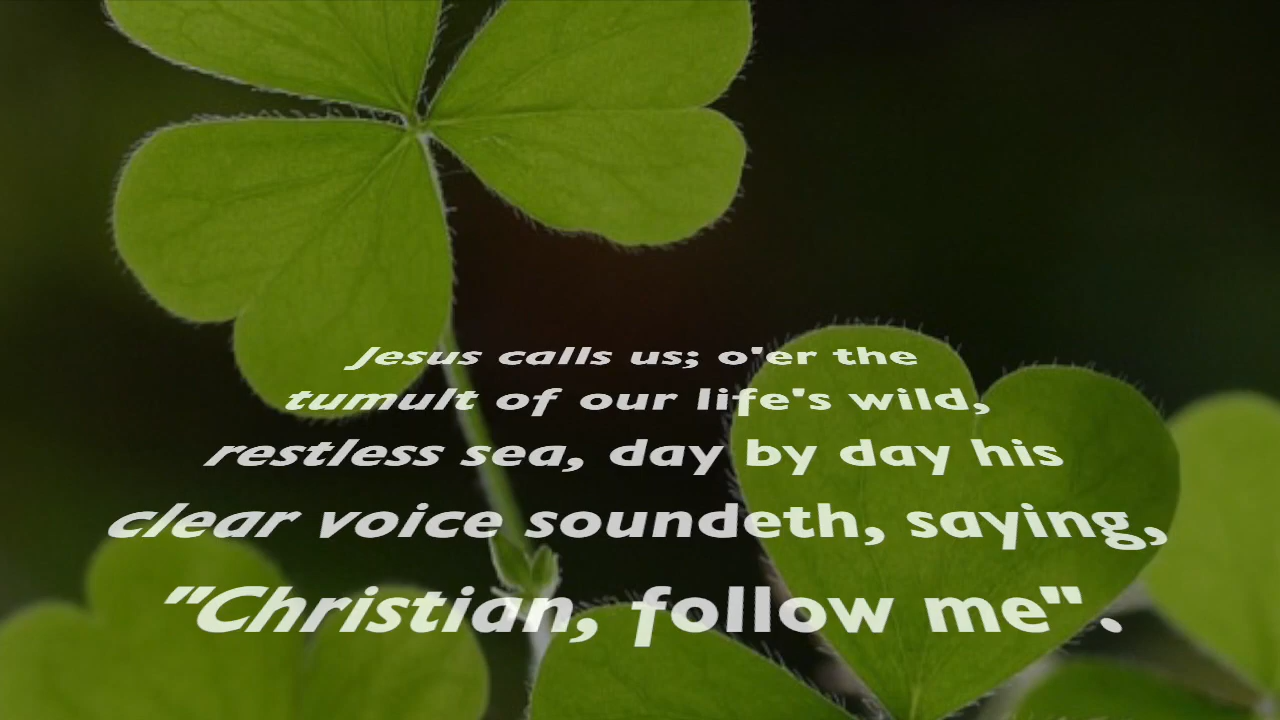 Jesus calls us; o'er the
tumult of our life's wild,
restless sea, day by day his
clear voice soundeth, saying,
"Christian, follow me".